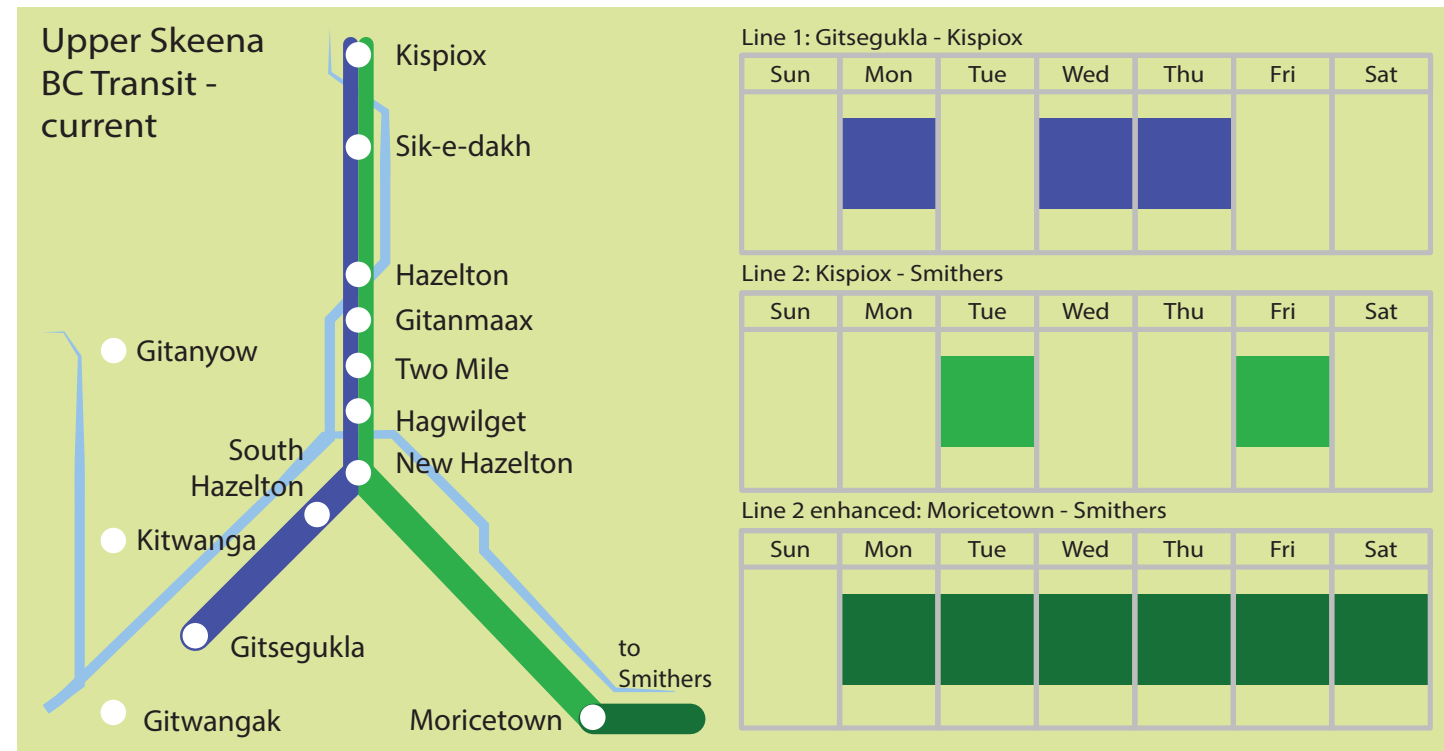 Upper Skeena
BC Transit -
current
Kispiox
Sik-e-dakh
Hazelton
Gitanmaax
Two Mile
Hagwilget
New Hazelton
South
Hazelton
Gitanyow
Kitwanga
Gitsegukla
Gitwangak
Moricetown
to
Smithers
Line 1: Gitsegukla - Kispiox
Sun Mon Tue Wed Thu Fri Sat
Line 2: Kispiox - Smithers
Sun Mon Tue Wed Thu Fri Sat
Line 2 enhanced: Moricetown - Smithers
Sun Mon Tue Wed Thu Fri Sat